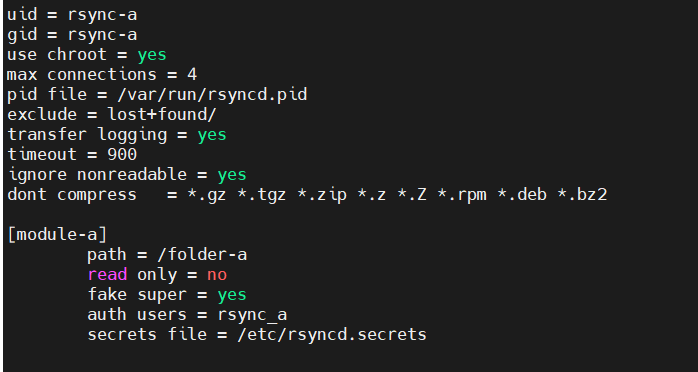 uid = rsync-a
gid = rsync-a
use chroot = yes
max connections = 4
pid file = /var/run/rsyncd.pid
exclude = lost+found/
transfer logging = yes
timeout = 900
ignore nonreadable = yes
dont compress   = *.gz *.tgz *.zip *.z *.Z *.rpm *.deb *.bz2

[module-a]
        path = /folder-a
        read only = no
        fake super = yes
        auth users = rsync_a
        secrets file = /etc/rsyncd.secrets